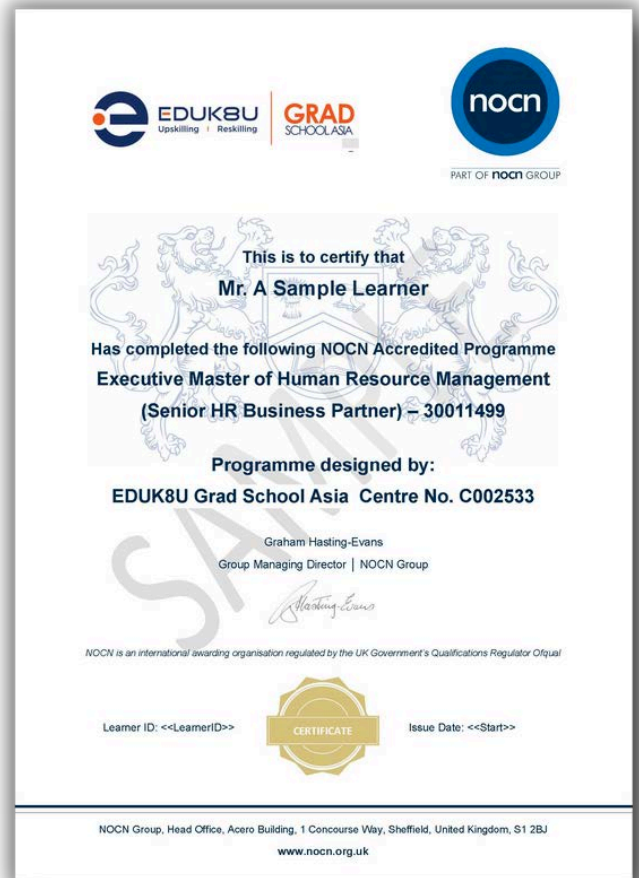 EDUK8U
Upskilling | Reskilling
GRAD
SCHOOL ASIA
nocn
PART OF nocn GROUP
This is to certify that
Mr. A Sample Learner
Has completed the following NOCN Accredited Programme
Executive Master of Human Resource Management
(Senior HR Business Partner) – 30011499
Programme designed by:
EDUK8U Grad School Asia Centre No. C002533
Graham Hasting-Evans
Group Managing Director | NOCN Group
GHasting-Evans
NOCN is an international awarding organisation regulated by the UK Government's Qualifications Regulator Ofqual
Learner ID: <<LearnerID>>
CERTIFICATE
Issue Date: <<Start>>
SAMPLE
NOCN Group, Head Office, Acero Building, 1 Concourse Way, Sheffield, United Kingdom, S1 2BJ
www.nocn.org.uk